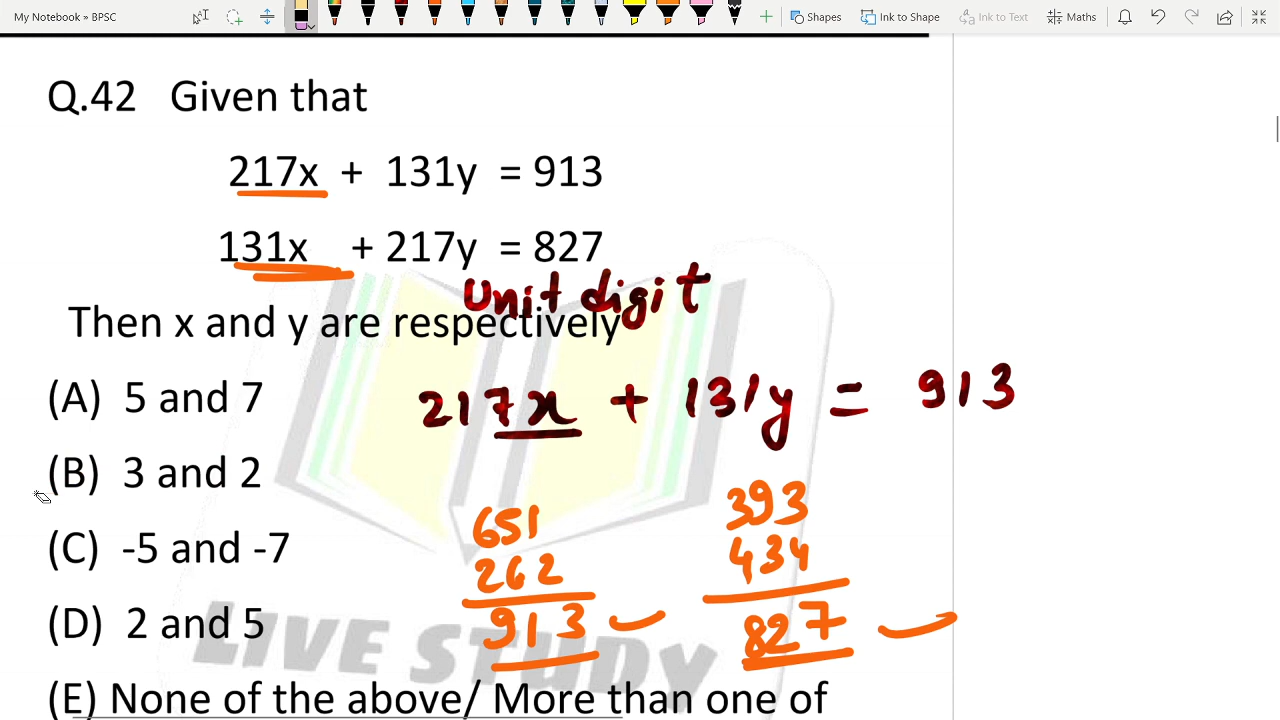 My Notebook » BPSC
Shapes Ink to Shape Ink to Text Maths
Q.42 Given that
217x + 131y = 913
131x + 217y = 827
Unit digit
Then x and y are respectively
(A) 5 and 7
217x + 131y = 913
(B) 3 and 2
651 393
(C) -5 and -7
262 434
(D) 2 and 5
913 827
LIVE STUDY
(E) None of the above/ More than one of